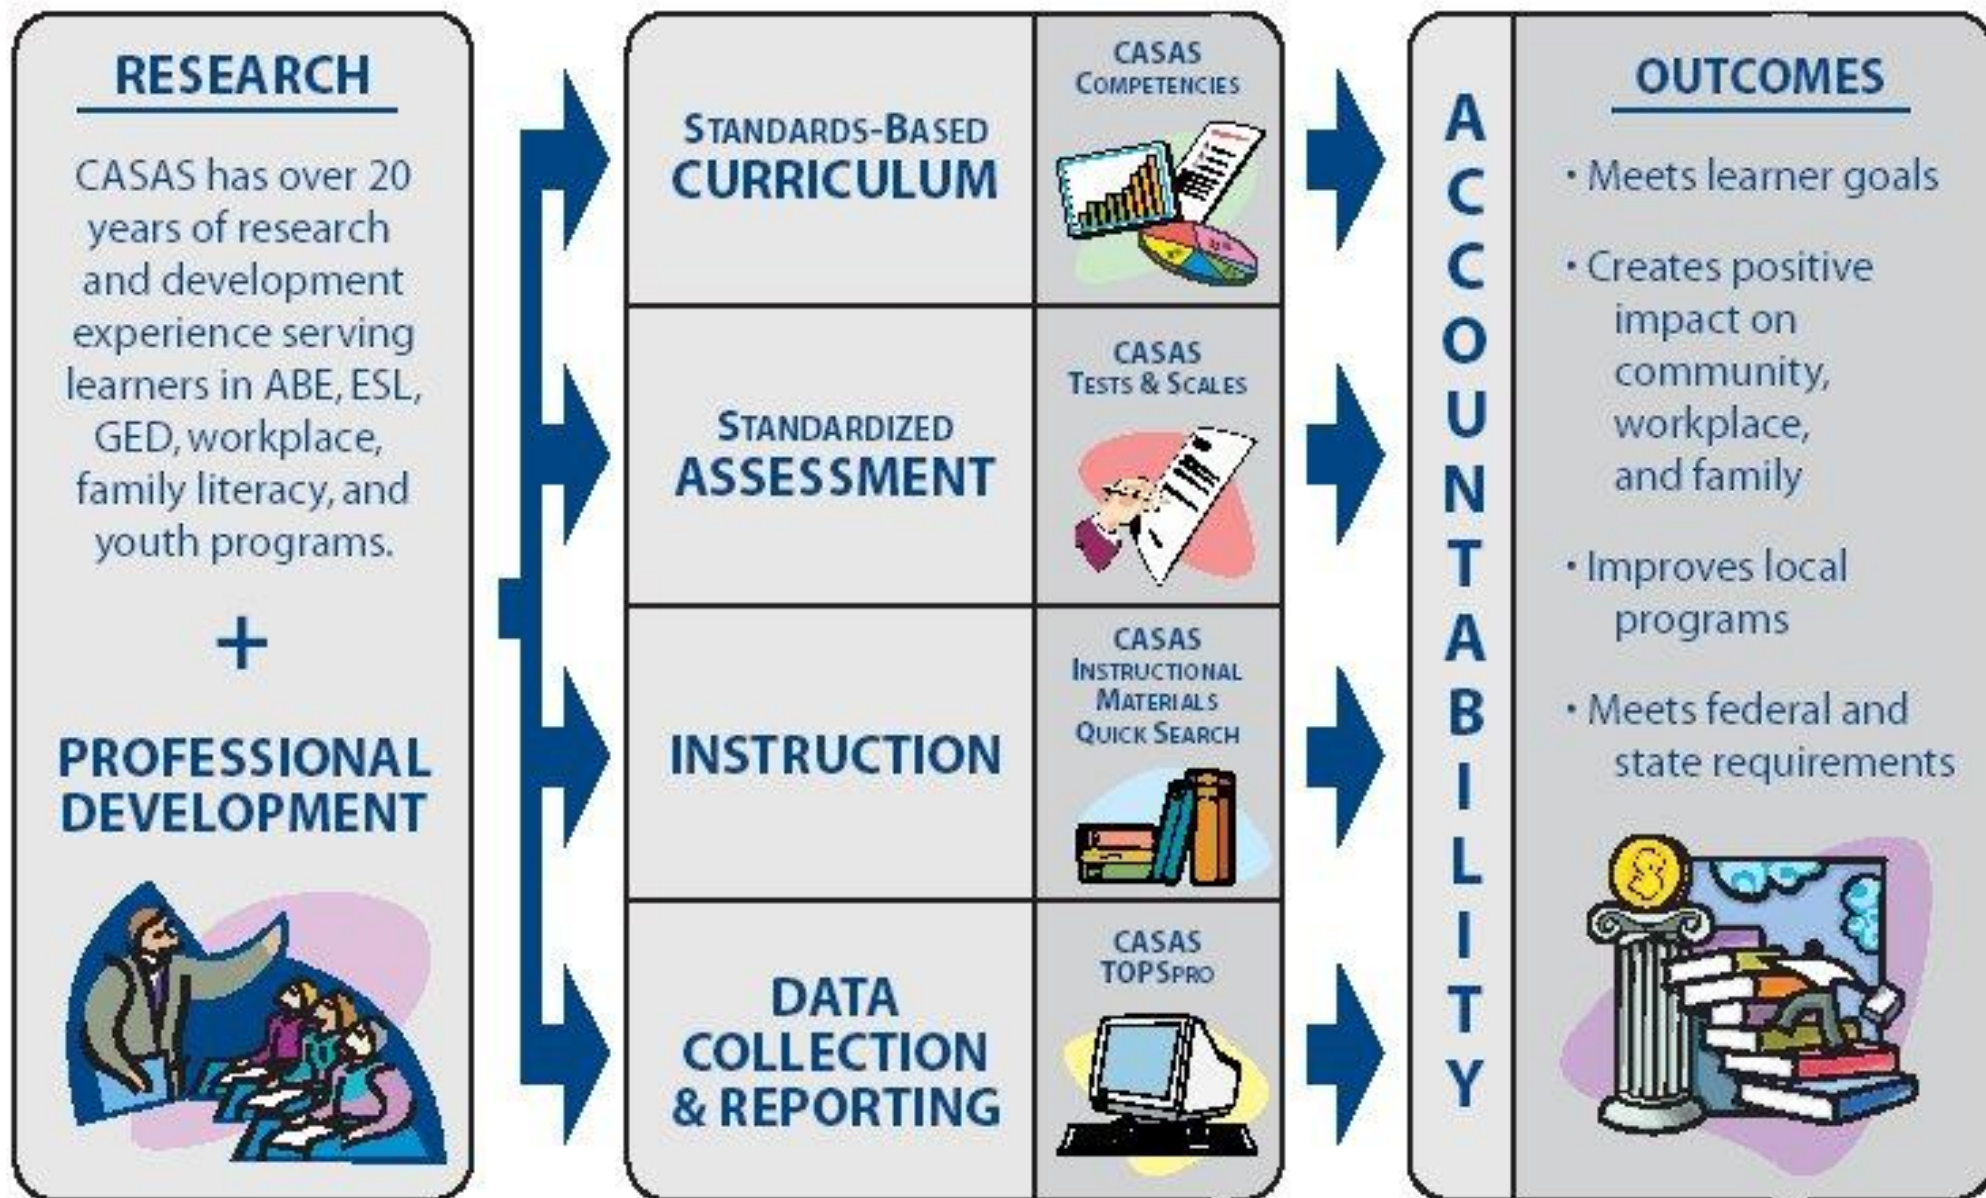 RESEARCH
CASAS has over 20
years of research
and development
experience serving
learners in ABE, ESL,
GED, workplace,
family literacy, and
youth programs.
+
PROFESSIONAL
DEVELOPMENT
STANDARDS-BASED
CURRICULUM
CASAS
COMPETENCIES
STANDARDIZED
ASSESSMENT
CASAS
TESTS & SCALES
INSTRUCTION
CASAS
INSTRUCTIONAL
MATERIALS
QUICK SEARCH
DATA
COLLECTION
& REPORTING
CASAS
TOPSPRO
ACCOUNTABILITY
OUTCOMES
• Meets learner goals
• Creates positive
impact on
community,
workplace,
and family
• Improves local
programs
• Meets federal and
state requirements